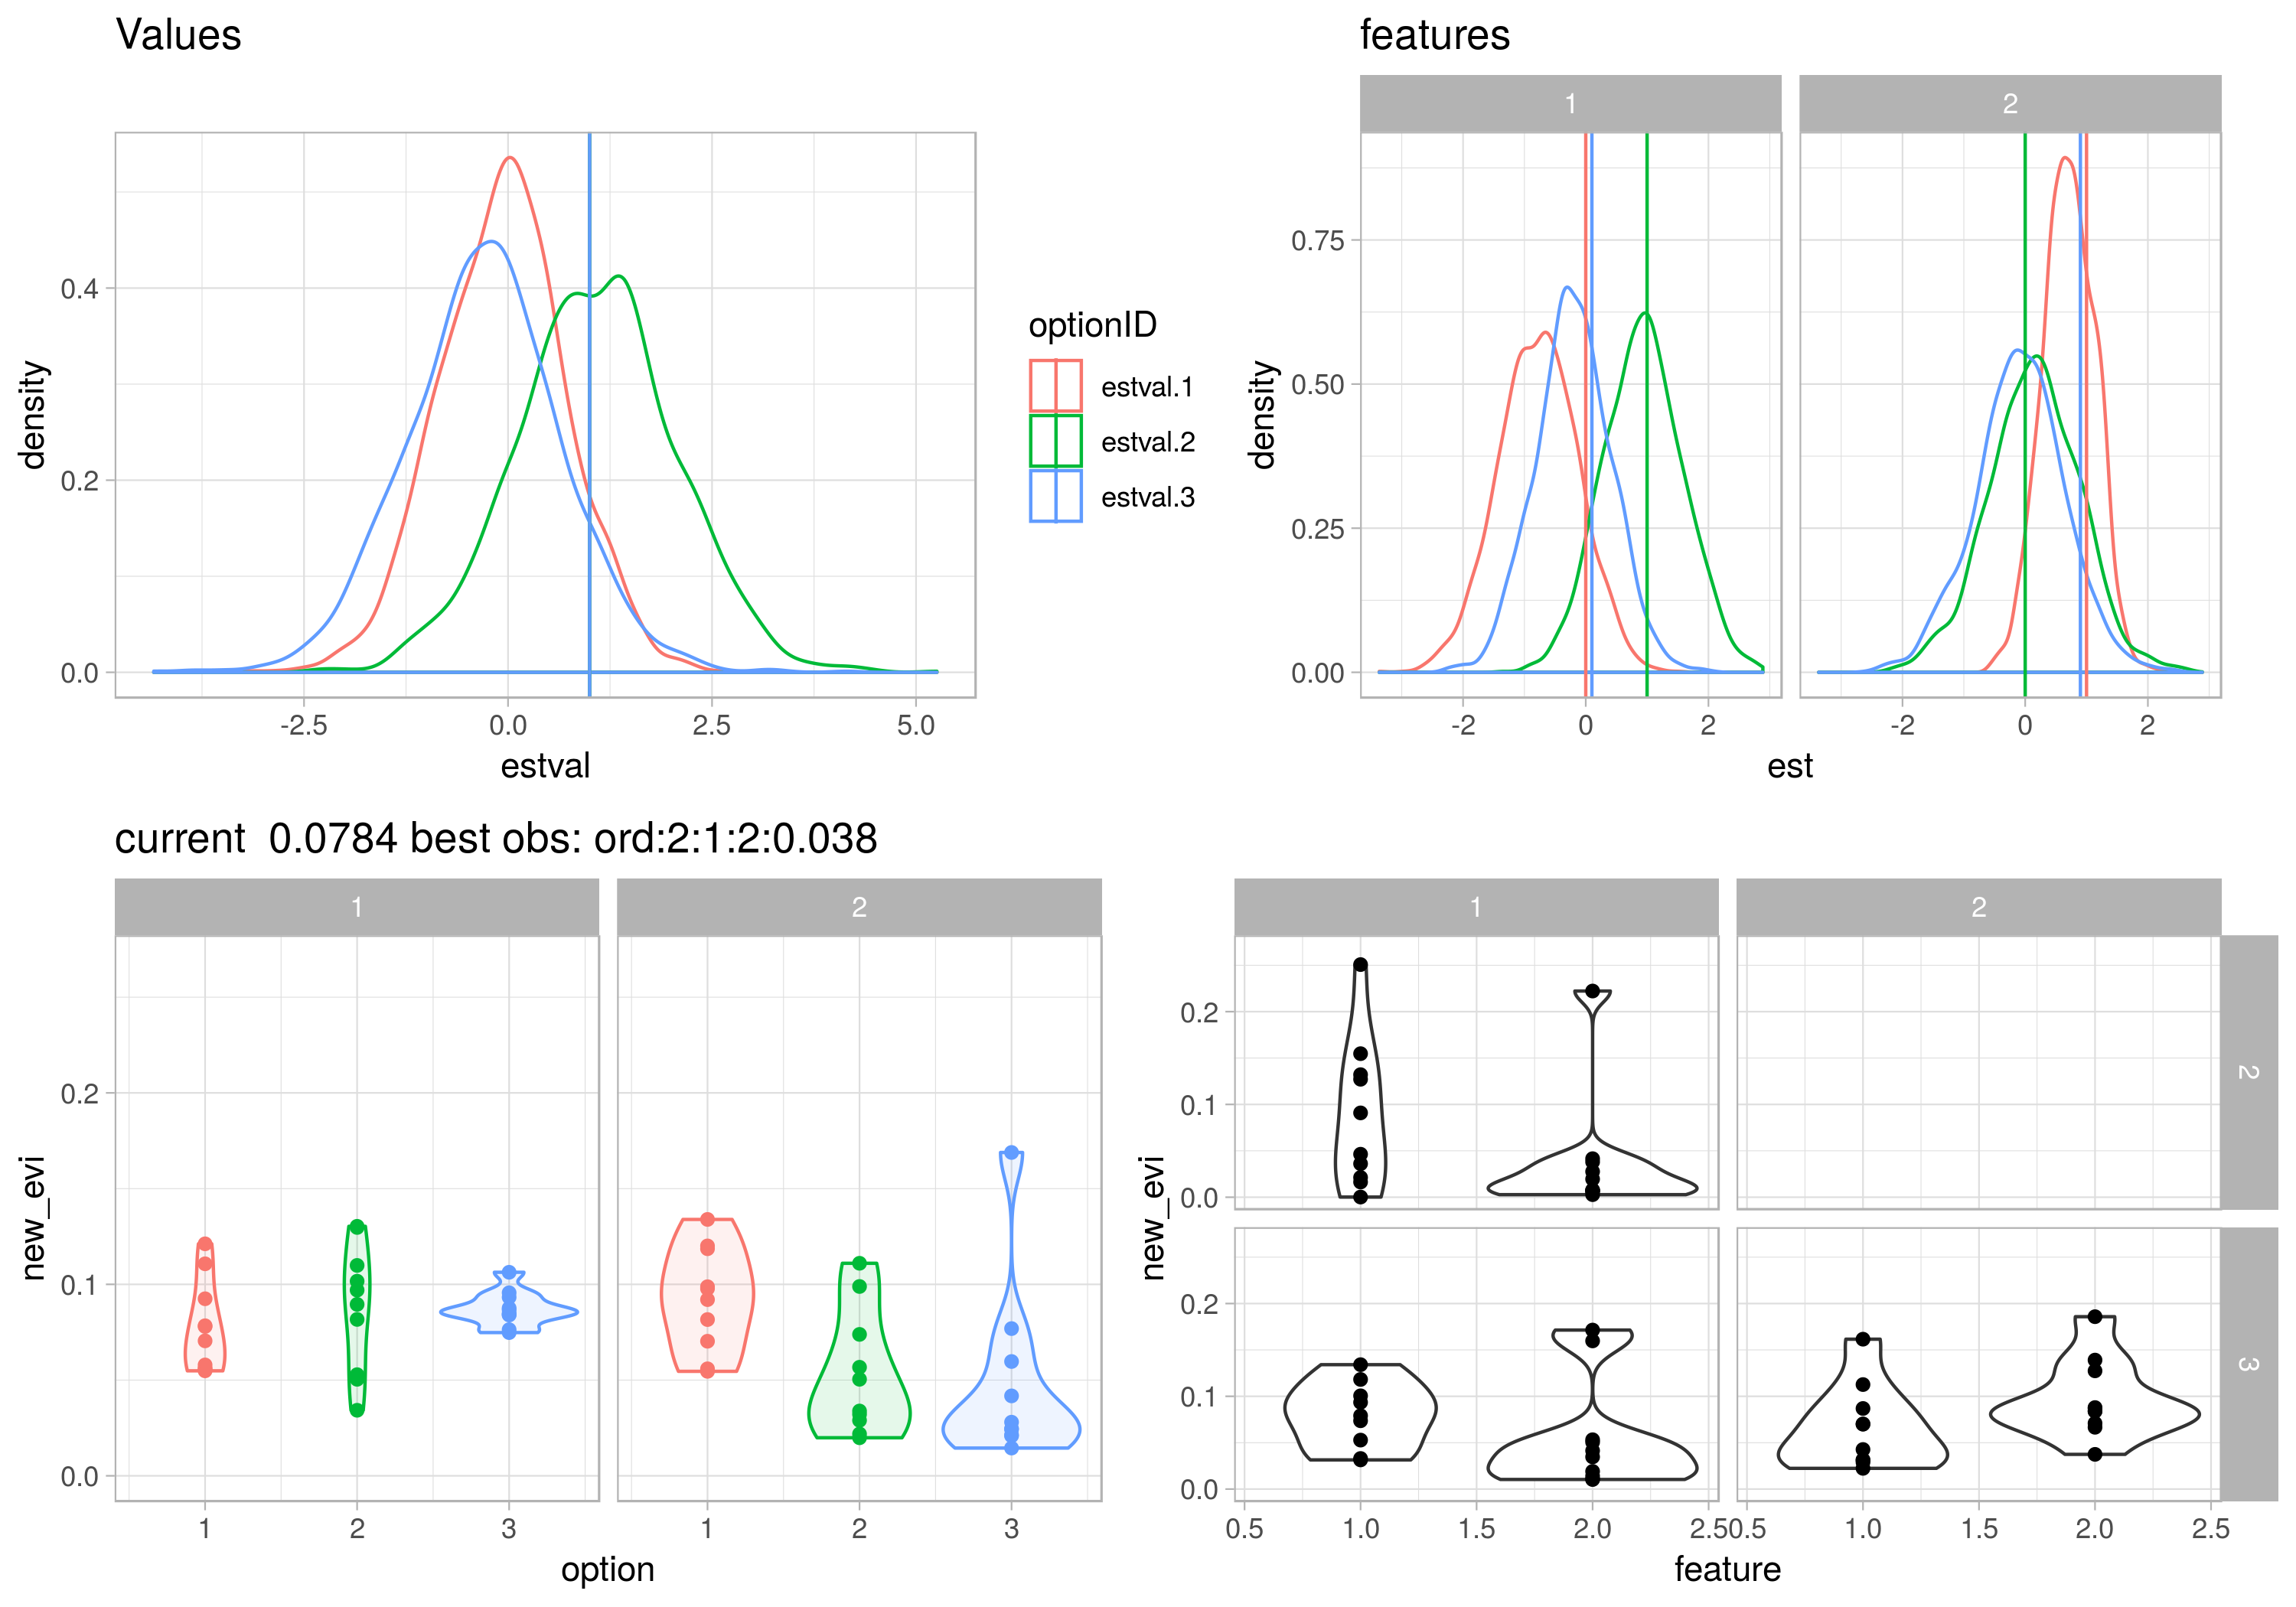 Values
density
0.4
0.2
0.0
-2.5 0.0 2.5 5.0
estval
optionID
estval.1
estval.2
estval.3
features
1 2
density
0.75
0.50
0.25
0.00
-2 0 2 -2 0 2
est
current  0.0784 best obs: ord:2:1:2:0.038
1 2
new_evi
0.2
0.1
0.0
1 2 3 1 2 3
option
1 2
new_evi
0.2
0.1
0.0
2
0.2
0.1
0.0
3
0.5 1.0 1.5 2.0 2.5 0.5 1.0 1.5 2.0 2.5
feature